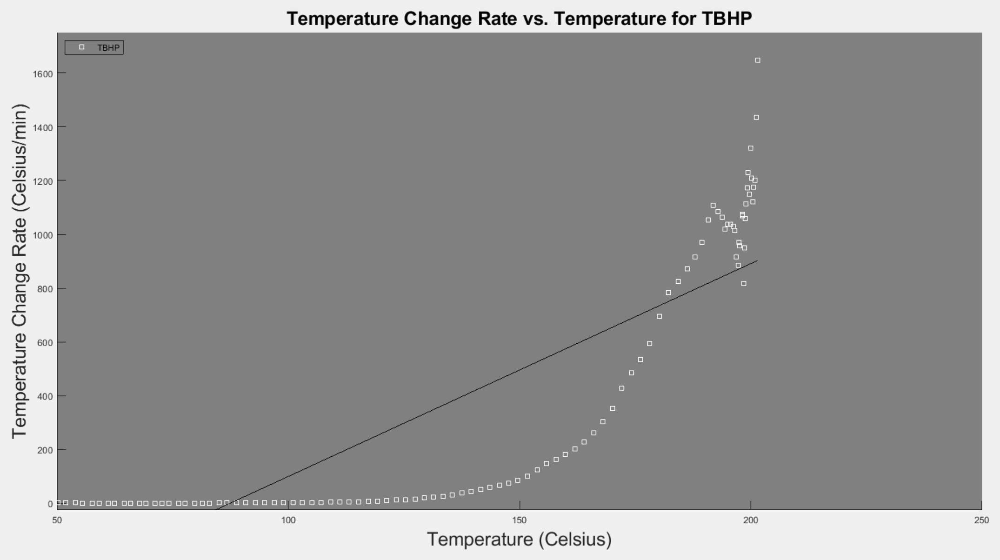 Temperature Change Rate vs. Temperature for TBHP
TBHP
Temperature Change Rate (Celsius/min)
1600
1400
1200
1000
800
600
400
200
0
50 100 150 200 250
Temperature (Celsius)